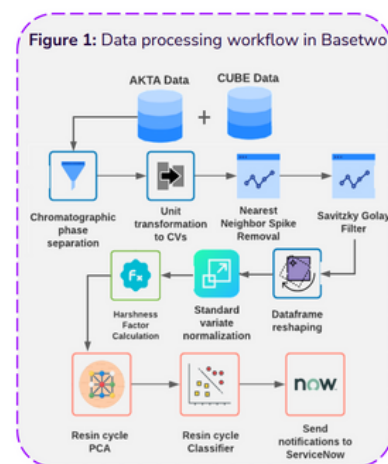 Figure 1: Data processing workflow in Basetwo
AKTA Data
CUBE Data
+
Chromatographic
phase separation
Unit
transformation
to CVs
Nearest
Neighbor Spike
Removal
Savitzky Golay
Filter
Fx
Harshness
Factor
Calculation
Standard
variate
normalization
Dataframe
reshaping
now
Resin cycle
PCA
Resin cycle
Classifier
Send
notifications to
ServiceNow